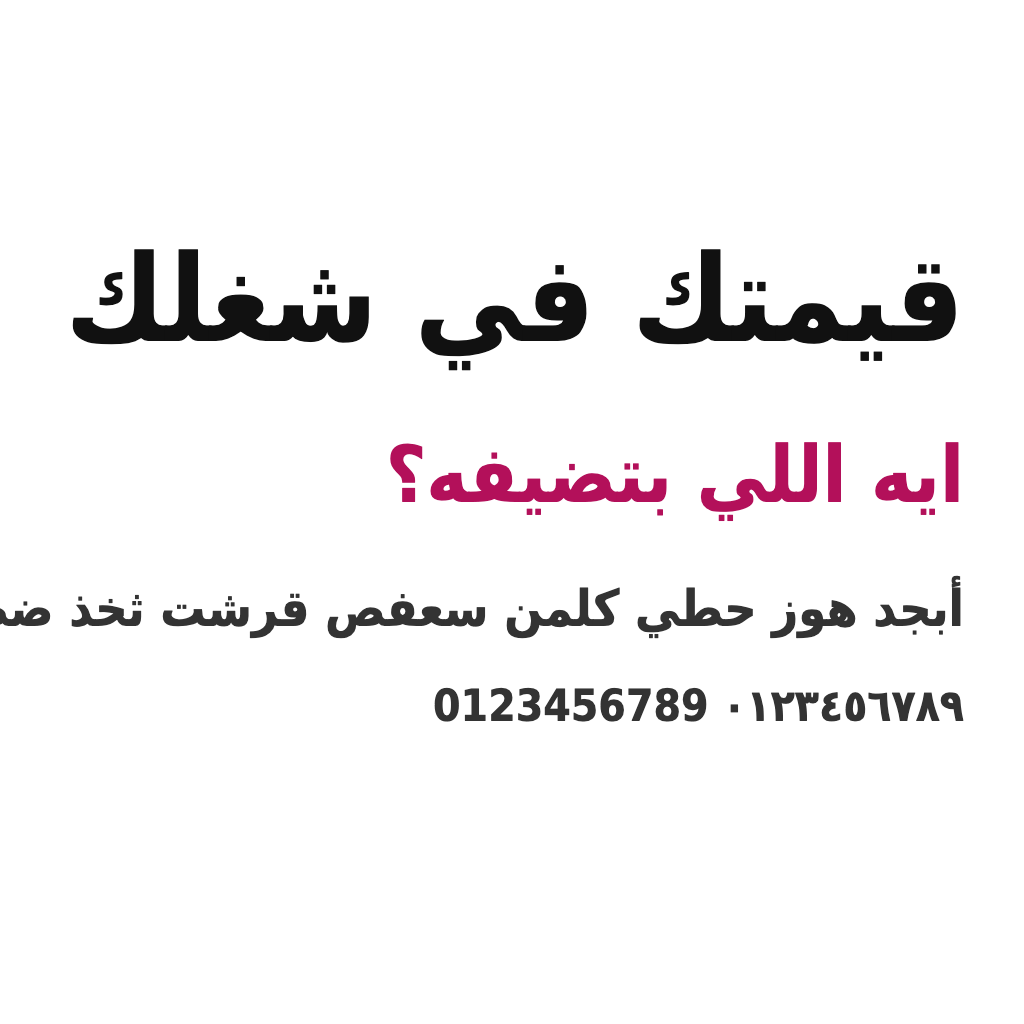 قيمتك في شغلك
ايه اللي بتضيفه؟
أبجد هوز حطي كلمن سعفص قرشت ثخذ
٠١٢٣٤٥٦٧٨٩ 0123456789